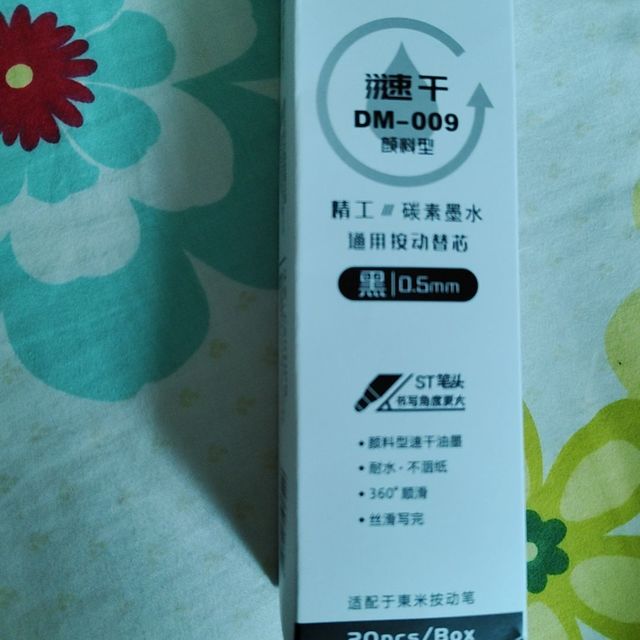 速干
DM-009
颜料型
精工 /// 碳素墨水
通用按动替芯
黑|0.5mm
ST笔头
书写角度更大
• 颜料型速干油墨
• 耐水·不洇纸
• 360°顺滑
• 丝滑写完
适配于東米按动笔
20pcs/Box